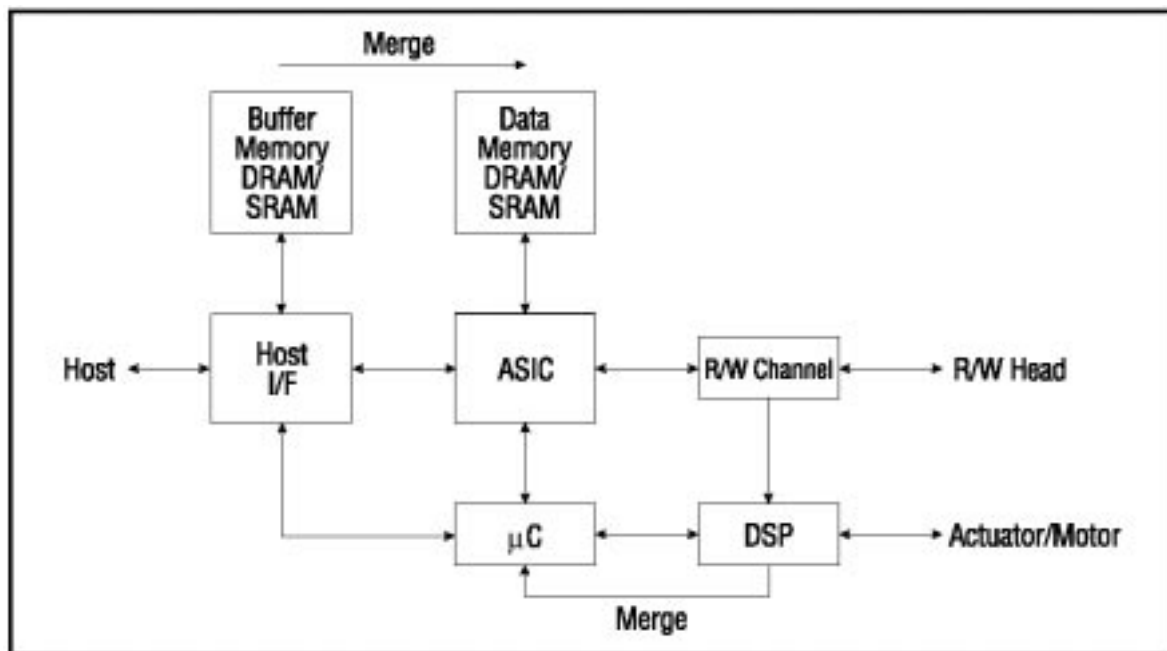 Merge
Buffer
Memory
DRAM/
SRAM
Data
Memory
DRAM/
SRAM
Host
Host
I/F
ASIC
R/W Channel
R/W Head
μC
DSP
Actuator/Motor
Merge